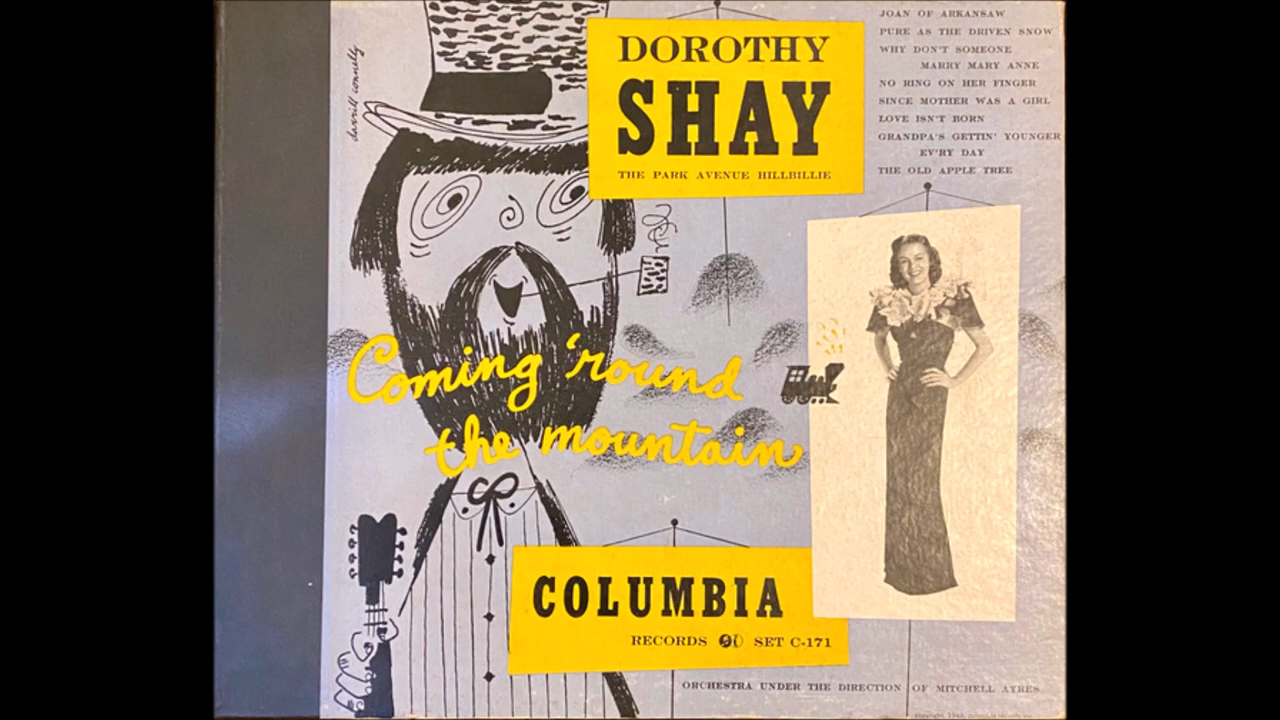 darrill connelly
DOROTHY
SHAY
THE PARK AVENUE HILLBILLIE
JOAN OF ARKANSAW
PURE AS THE DRIVEN SNOW
WHY DON'T SOMEONE
MARRY MARY ANNE
NO RING ON HER FINGER
SINCE MOTHER WAS A GIRL
LOVE ISN'T BORN
GRANDPA'S GETTIN' YOUNGER
EV'RY DAY
THE OLD APPLE TREE
Coming 'round
the mountain
COLUMBIA
RECORDS SET C-171
ORCHESTRA UNDER THE DIRECTION OF MITCHELL AYRES